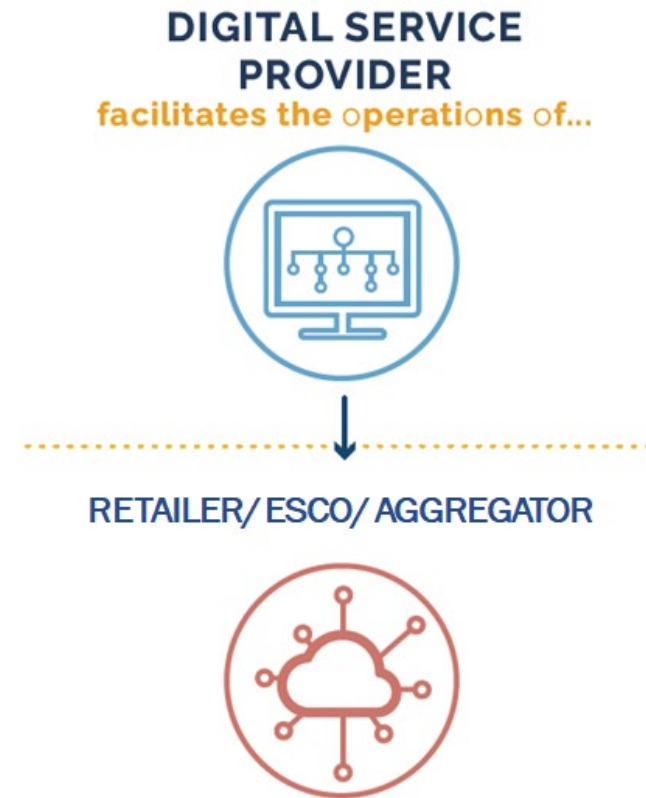 DIGITAL SERVICE
PROVIDER
facilitates the operations of...
RETAILER/ ESCO/ AGGREGATOR